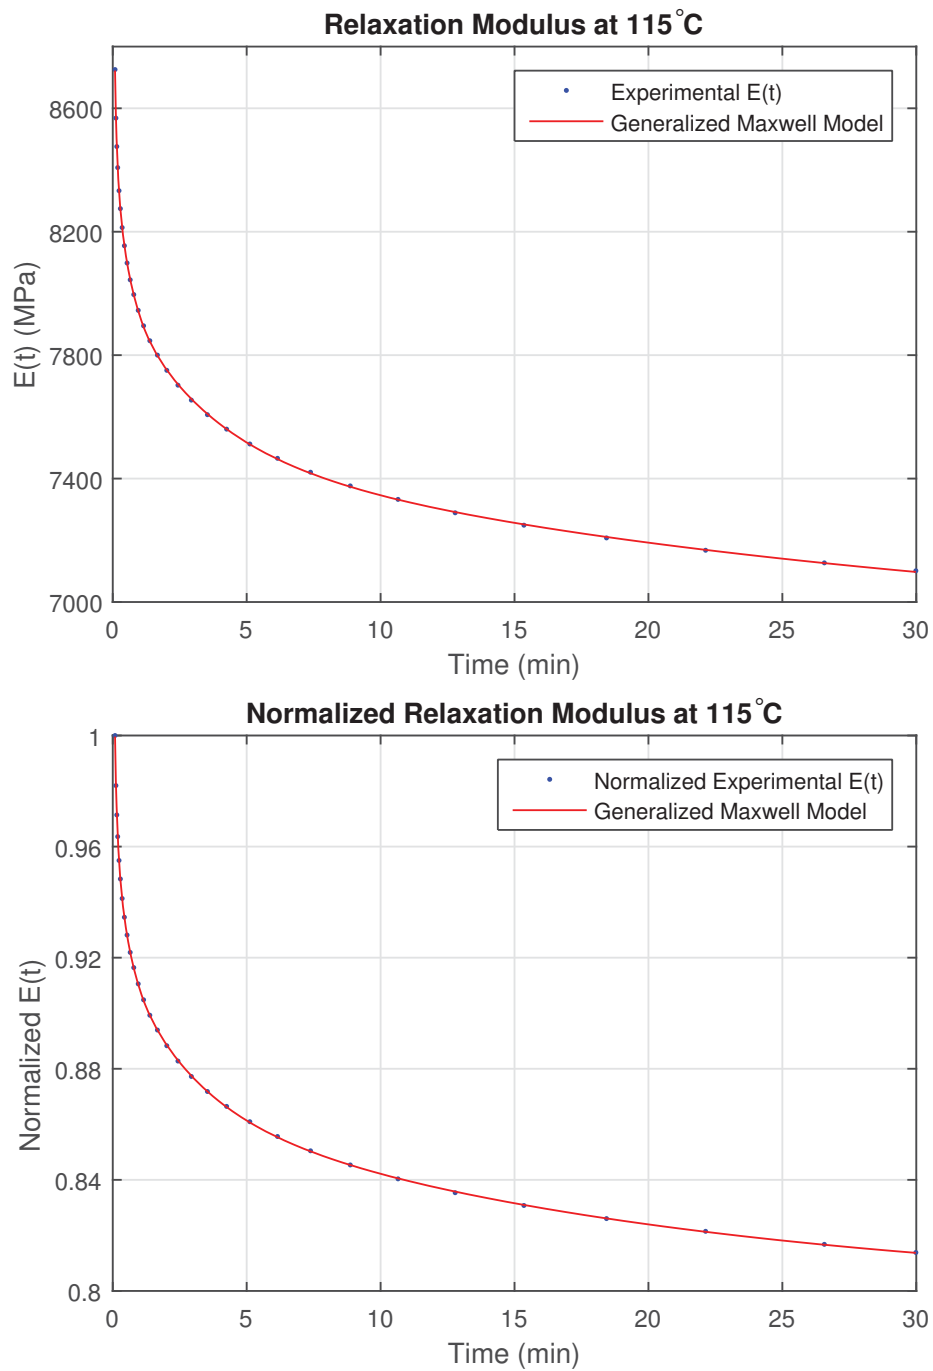 Relaxation Modulus at 115°C
Experimental E(t)
Generalized Maxwell Model
8600
8200
7800
7400
7000
E(t) (MPa)
0 5 10 15 20 25 30
Time (min)
Normalized Relaxation Modulus at 115°C
Normalized Experimental E(t)
Generalized Maxwell Model
1
0.96
0.92
0.88
0.84
0.8
Normalized E(t)
0 5 10 15 20 25 30
Time (min)